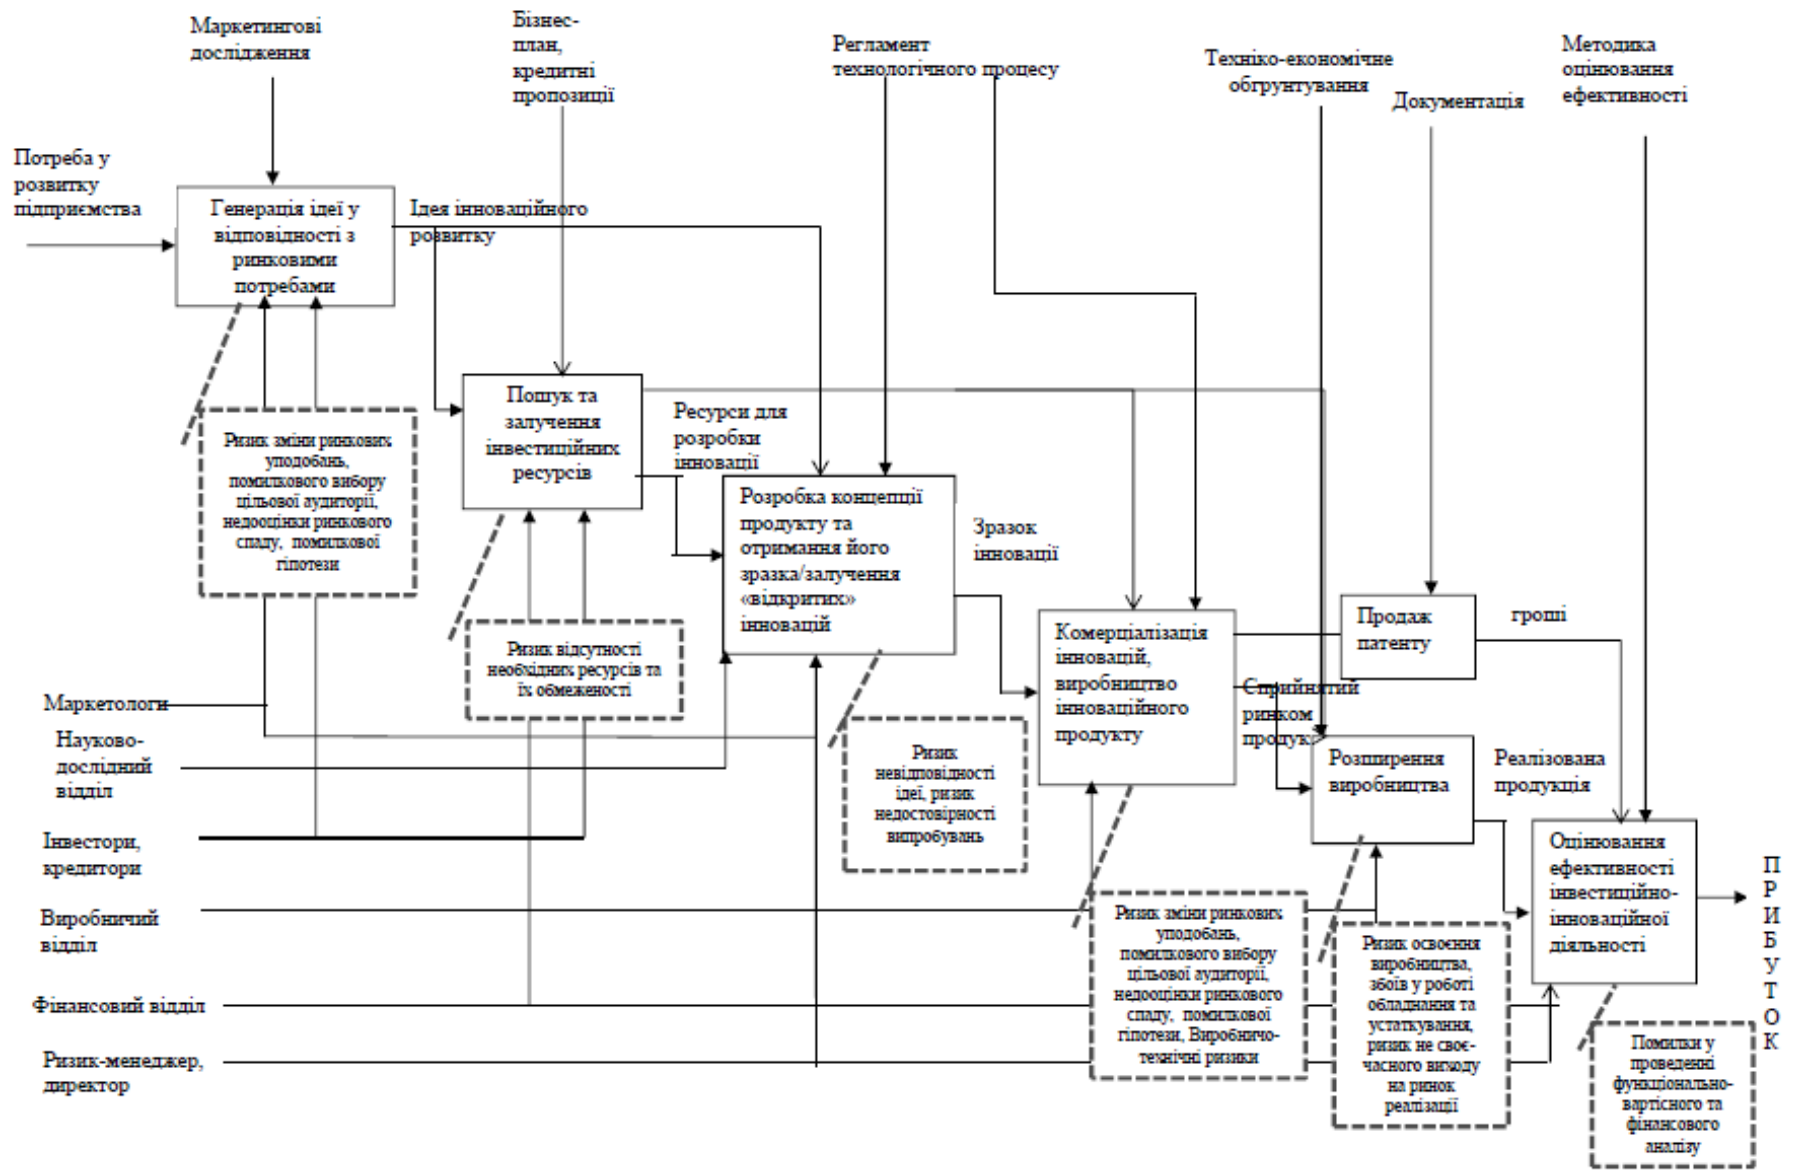 Маркетингові
дослідження
Бізнес-
план,
кредитні
пропозиції
Регламент
технологічного процесу
Техніко-економічне
обгрунтування
Документація
Методика
оцінювання
ефективності
Потреба у
розвитку
підприємства
Генерація ідеї у
відповідності з
ринковими
потребами
Ідея інноваційного
розвитку
Ризик зміни ринкових
уподобань,
помилкового вибору
цільової аудиторії,
недооцінки ринкового
спаду, помилкової
гіпотези
Пошук та
залучення
інвестиційних
ресурсів
Ресурси для
розробки
інновації
Ризик відсутності
необхідних ресурсів та
їх обмеженості
Розробка концепції
продукту та
отримання його
зразка/залучення
«відкритих»
інновацій
Зразок
інновації
Ризик
невідповідності
ідеї, ризик
недостовірності
випробувань
Комерціалізація
інновацій,
виробництво
інноваційного
продукту
Сприйнятий
ринком
продукт
Продаж
патенту
гроші
Розширення
виробництва
Реалізована
продукція
Оцінювання
ефективності
інвестиційно-
інноваційної
діяльності
П
Р
И
Б
У
Т
О
К
Маркетологи
Науково-
дослідний
відділ
Інвестори,
кредитори
Виробничий
відділ
Фінансовий відділ
Ризик-менеджер,
директор
Ризик зміни ринкових
уподобань,
помилкового вибору
цільової аудиторії,
недооцінки ринкового
спаду, помилкової
гіпотези, Виробничо-
технічні ризики
Ризик освоєння
виробництва,
збоїв у роботі
обладнання та
устаткування,
ризик не своє-
часного виходу
на ринок
реалізації
Помилки у
проведенні
функціонально-
вартісного та
фінансового
аналізу